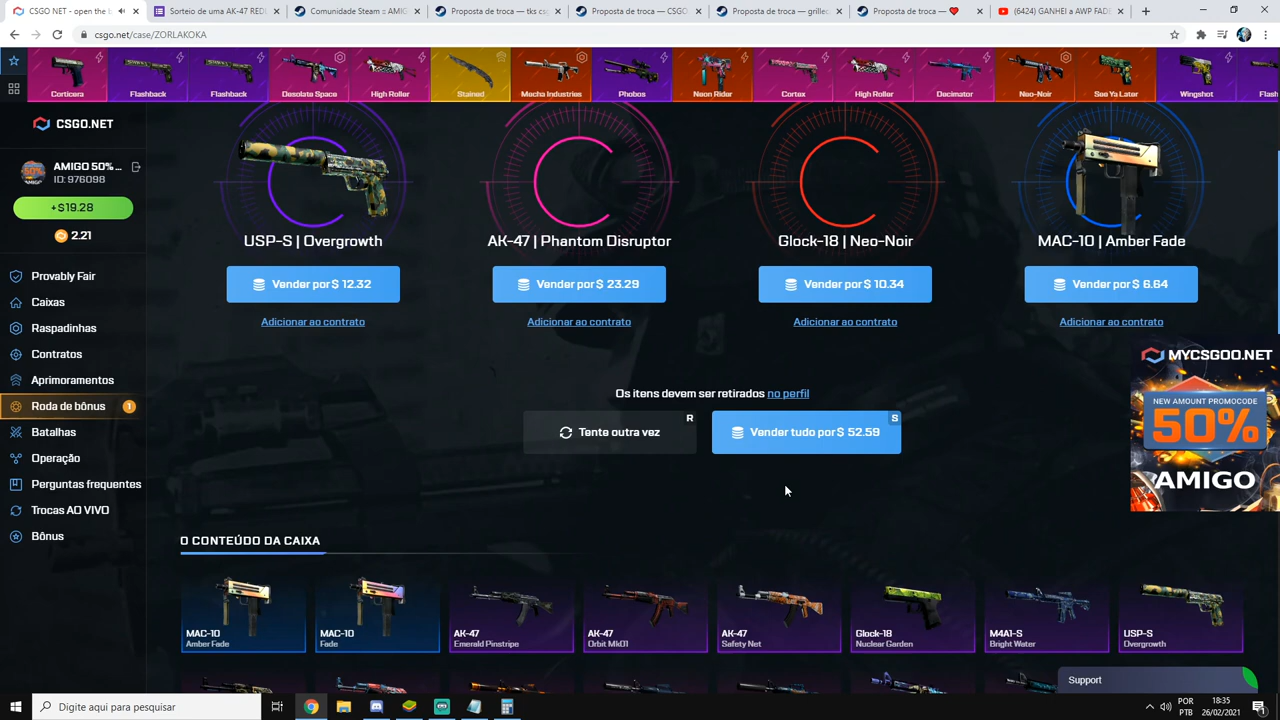 CSGO NET - open the b
Sorteio de uma AK-47 REDI
Comunidade Steam :: AMIG
Proposta de troca — tks csg
Proposta de troca — CSGO
Proposta de troca — grillec
Proposta de troca — ❤
(6424) GANHEI a AWP FADE
csgo.net/case/ZORLAKOKA
Corticera
Flashback
Flashback
Desolate Space
High Roller
Stained
Mecha Industries
Phobos
Neon Rider
Cortex
High Roller
Decimator
Neo-Noir
See Ya Later
Wingshot
Flash
CSGO.NET
AMIGO 50% ...
ID: 976098
+$19.28
2.21
Provably Fair
Caixas
Raspadinhas
Contratos
Aprimoramentos
Roda de bônus 1
Batalhas
Operação
Perguntas frequentes
Trocas AO VIVO
Bônus
USP-S | Overgrowth
AK-47 | Phantom Disruptor
Glock-18 | Neo-Noir
MAC-10 | Amber Fade
Vender por $ 12.32
Vender por $ 23.29
Vender por $ 10.34
Vender por $ 6.64
Adicionar ao contrato
Adicionar ao contrato
Adicionar ao contrato
Adicionar ao contrato
Os itens devem ser retirados no perfil
Tente outra vez R
Vender tudo por $ 52.59 S
MYCSGOO.NET
NEW AMOUNT PROMOCODE
50%
AMIGO
O CONTEÚDO DA CAIXA
MAC-10
Amber Fade
MAC-10
Fade
AK-47
Emerald Pinstripe
AK-47
Orbit Mk01
AK-47
Safety Net
Glock-18
Nuclear Garden
M4A1-S
Bright Water
USP-S
Overgrowth
Support
Digite aqui para pesquisar
POR
PTB
18:35
26/02/2021
1